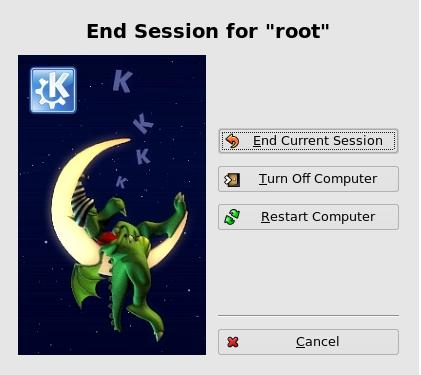 End Session for "root"
K
K
K
K
K
End Current Session
Turn Off Computer
Restart Computer
Cancel